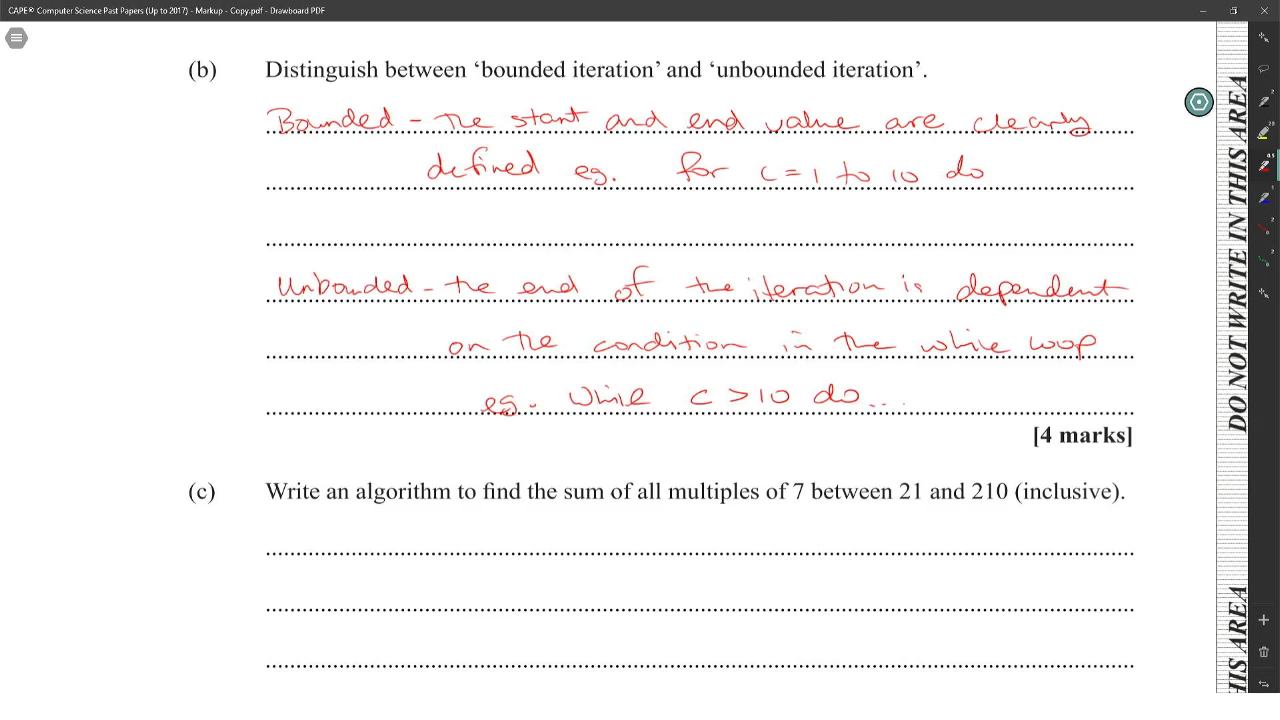 CAPE® Computer Science Past Papers (Up to 2017) - Markup - Copy.pdf - Drawboard PDF
(b) Distinguish between ‘bounded iteration’ and ‘unbounded iteration’.
Bounded - the start and end value are clearly
defined eg. for c = 1 to 10 do
Unbounded - the end of the iteration is dependent
on the condition in the while loop
eg. while c > 10 do...
[4 marks]
(c) Write an algorithm to find the sum of all multiples of 7 between 21 and 210 (inclusive).
DO NOT WRITE IN THIS AREA
HIS AREA